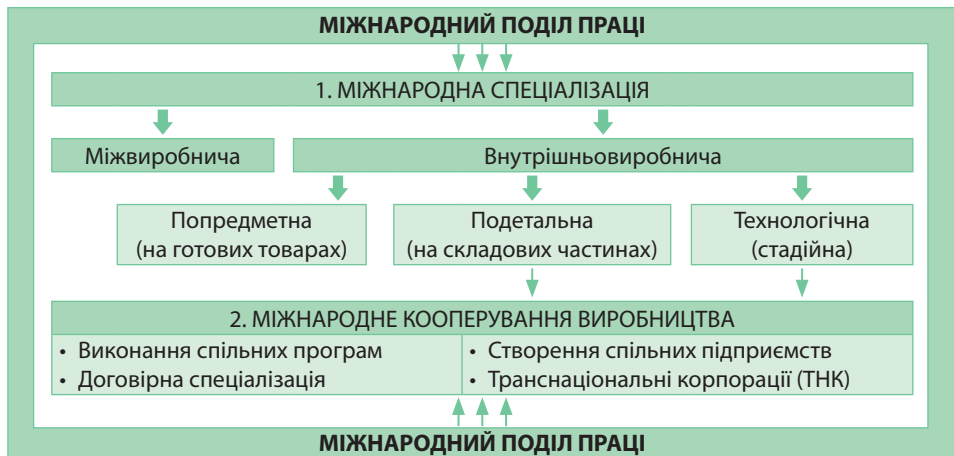 МІЖНАРОДНИЙ ПОДІЛ ПРАЦІ
1. МІЖНАРОДНА СПЕЦІАЛІЗАЦІЯ
Міжвиробнича
Внутрішньовиробнича
Попредметна
(на готових товарах)
Подетальна
(на складових частинах)
Технологічна
(стадійна)
2. МІЖНАРОДНЕ КООПЕРУВАННЯ ВИРОБНИЦТВА
• Виконання спільних програм
• Договірна спеціалізація
• Створення спільних підприємств
• Транснаціональні корпорації (ТНК)
МІЖНАРОДНИЙ ПОДІЛ ПРАЦІ